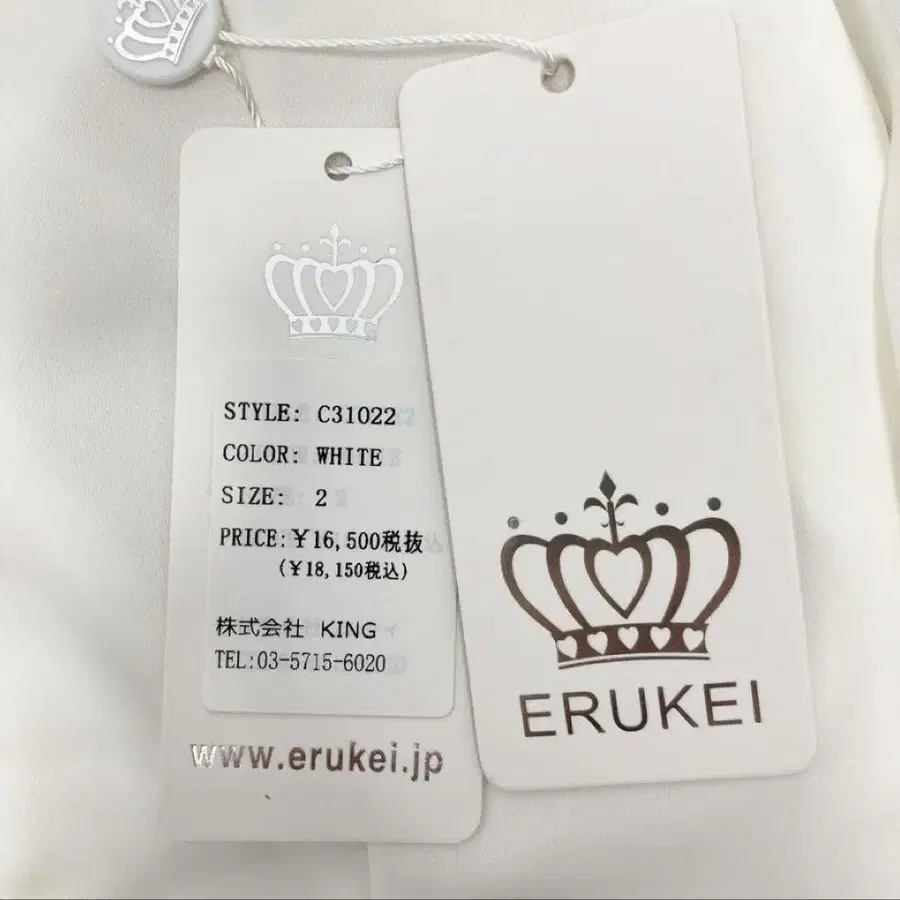 STYLE: C31022
COLOR: WHITE
SIZE: 2
PRICE:￥16,500税抜
(￥18,150税込)
株式会社 KING
TEL:03-5715-6020
www.erukei.jp
ERUKEI